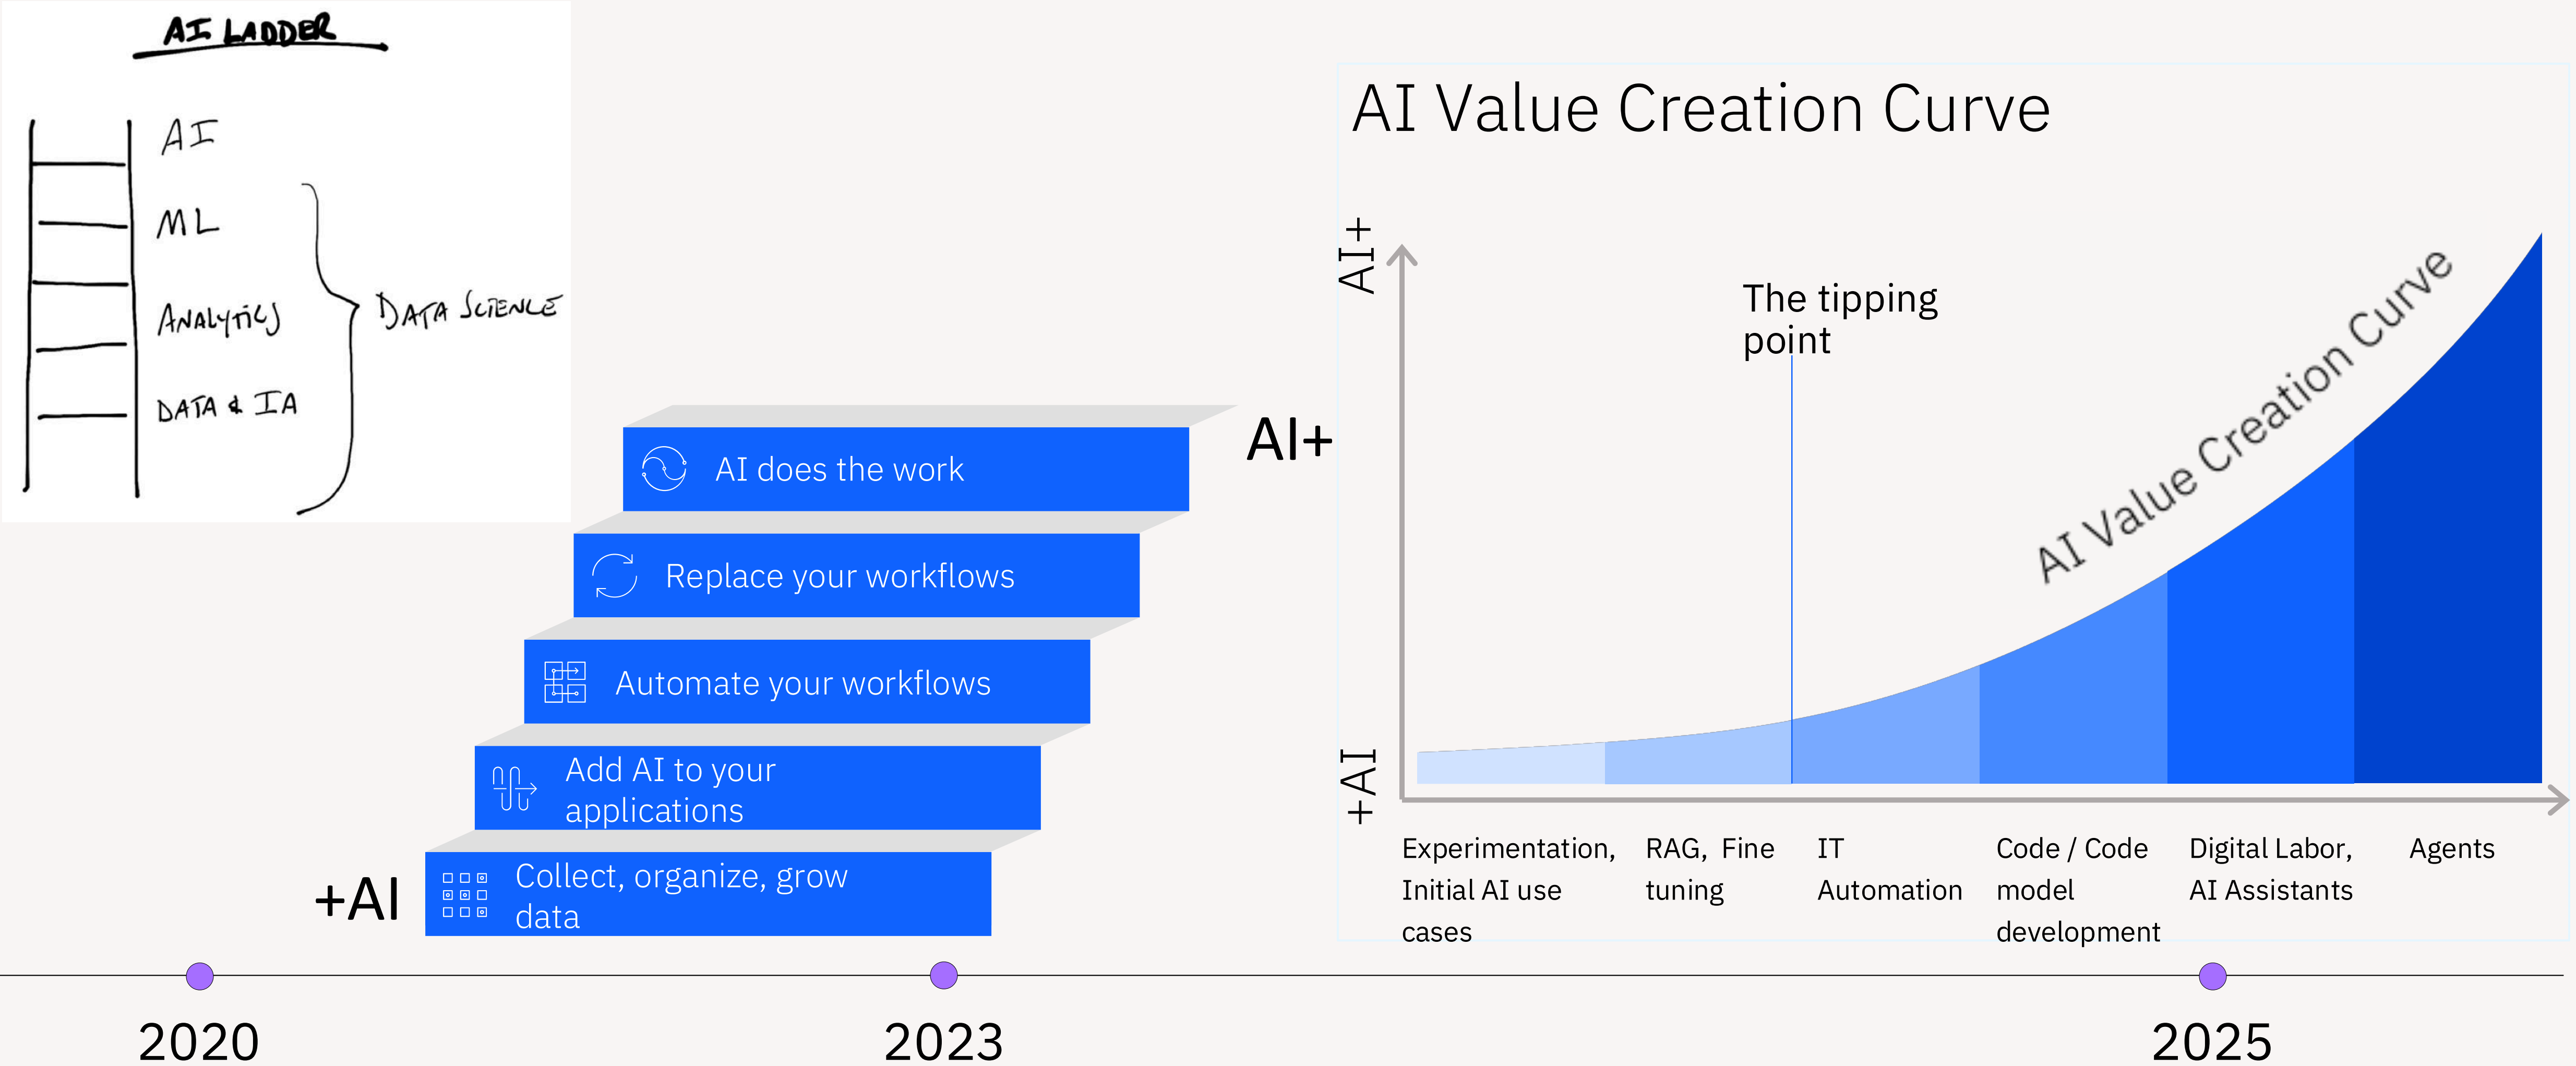 AI LADDER
AI
ML
ANALYTICS
DATA & IA
DATA SCIENCE
AI+
AI does the work
Replace your workflows
Automate your workflows
Add AI to your
applications
+AI
Collect, organize, grow
data
AI Value Creation Curve
AI+
+AI
The tipping
point
AI Value Creation Curve
Experimentation,
Initial AI use
cases
RAG, Fine
tuning
IT
Automation
Code / Code
model
development
Digital Labor,
AI Assistants
Agents
2020
2023
2025